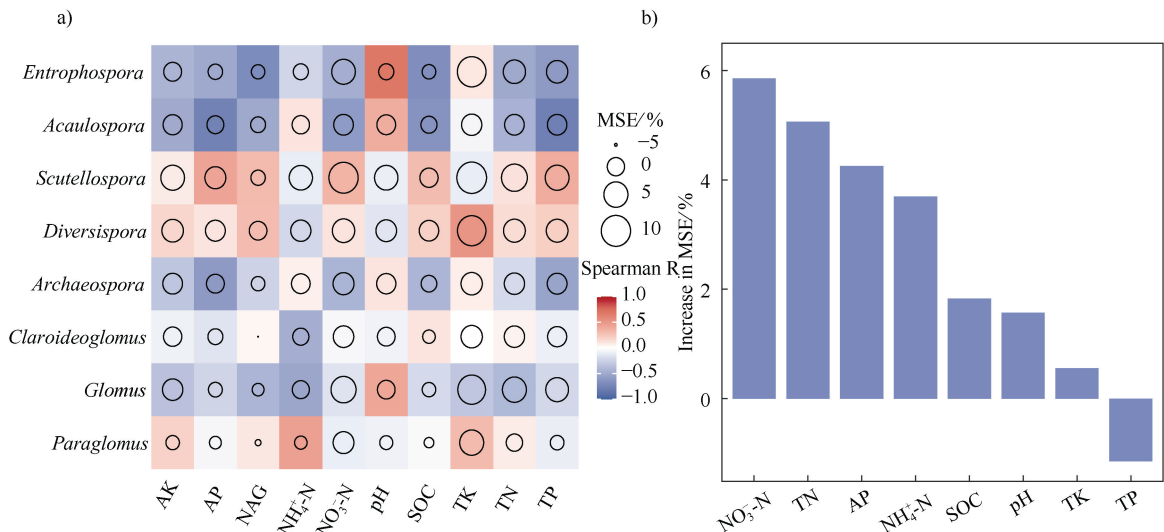 a)
Entrophospora
Acaulospora
Scutellospora
Diversispora
Archaeospora
Claroideoglomus
Glomus
Paraglomus
AK AP NAG NH₄⁺-N NO₃⁻-N pH SOC TK TN TP
MSE/%
−5
0
5
10
Spearman R
1.0
0.5
0.0
−0.5
−1.0
b)
Increase in MSE/%
6
4
2
0
NO₃⁻-N TN AP NH₄⁺-N SOC pH TK TP